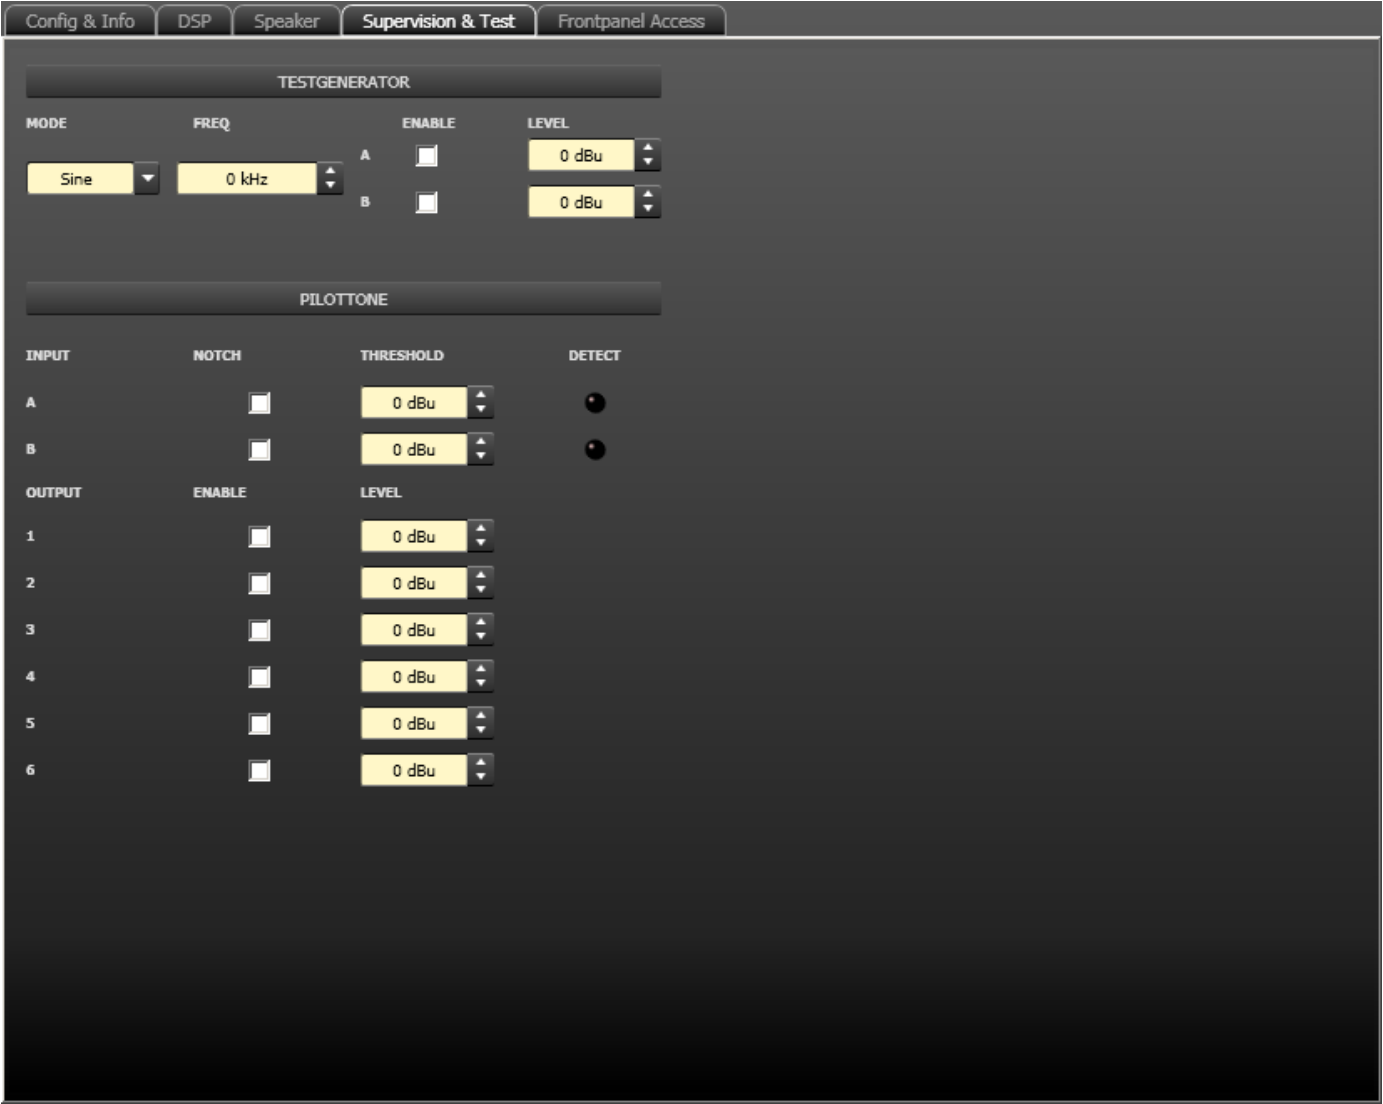 Config & Info DSP Speaker Supervision & Test Frontpanel Access
TESTGENERATOR
MODE FREQ ENABLE LEVEL
A 0 dBu
Sine 0 kHz
B 0 dBu
PILOTTONE
INPUT NOTCH THRESHOLD DETECT
A 0 dBu
B 0 dBu
OUTPUT ENABLE LEVEL
1 0 dBu
2 0 dBu
3 0 dBu
4 0 dBu
5 0 dBu
6 0 dBu